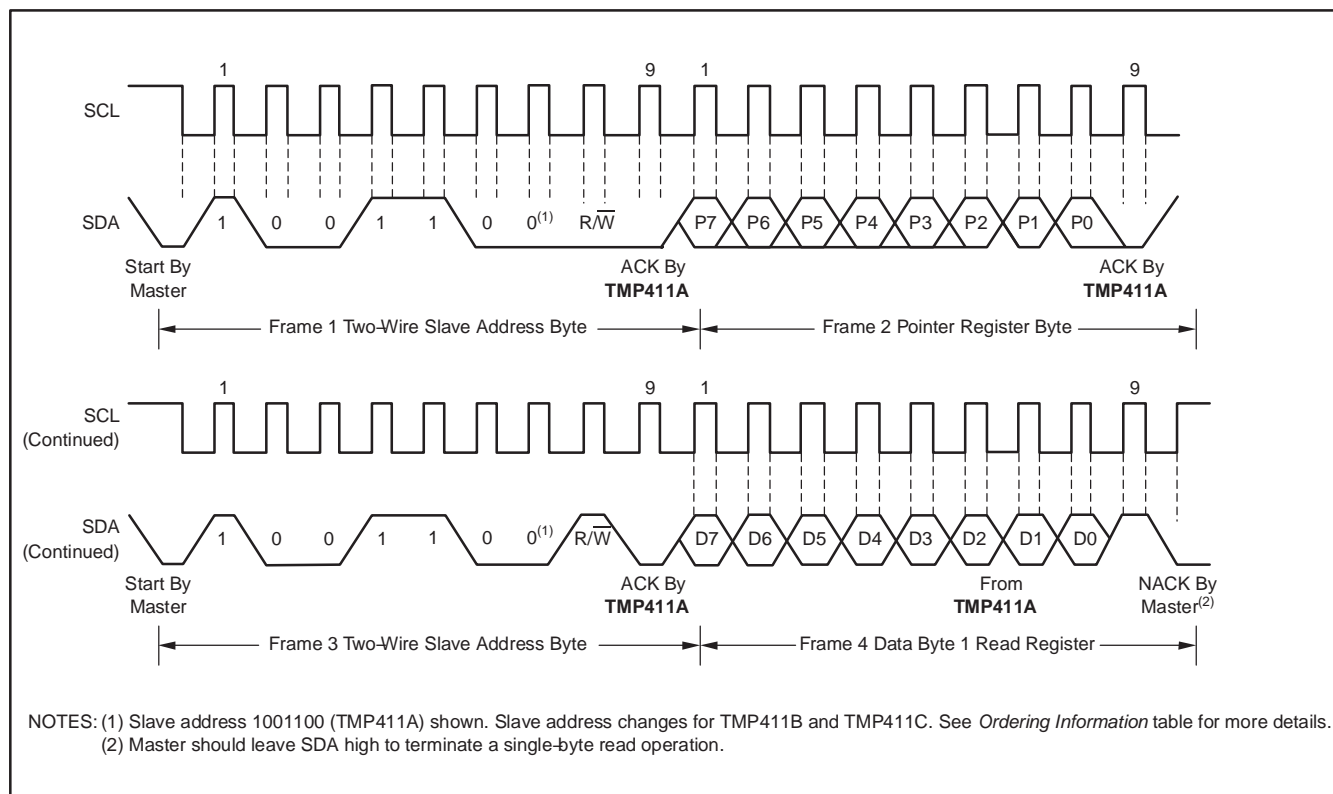 1 9 1 9
SCL
SDA
1 0 0 1 1 0 0(1) R/W̅ P7 P6 P5 P4 P3 P2 P1 P0
Start By
Master
ACK By
TMP411A
ACK By
TMP411A
Frame 1 Two-Wire Slave Address Byte
Frame 2 Pointer Register Byte
1 9 1 9
SCL
(Continued)
SDA
(Continued)
1 0 0 1 1 0 0(1) R/W̅ D7 D6 D5 D4 D3 D2 D1 D0
Start By
Master
ACK By
TMP411A
From
TMP411A
NACK By
Master(2)
Frame 3 Two-Wire Slave Address Byte
Frame 4 Data Byte 1 Read Register
NOTES: (1) Slave address 1001100 (TMP411A) shown. Slave address changes for TMP411B and TMP411C. See Ordering Information table for more details.
(2) Master should leave SDA high to terminate a single-byte read operation.